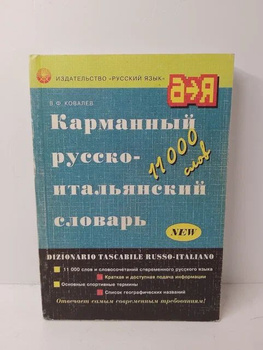 ИЗДАТЕЛЬСТВО «РУССКИЙ ЯЗЫК»
а→я
В. Ф. КОВАЛЕВ
Карманный
11 000 слов
русско-
итальянский
словарь
NEW
DIZIONARIO TASCABILE RUSSO-ITALIANO
11 000 слов и словосочетаний современного русского языка
Краткая и доступная подача информации
Основные спортивные термины
Список географических названий
Отвечает самым современным требованиям!